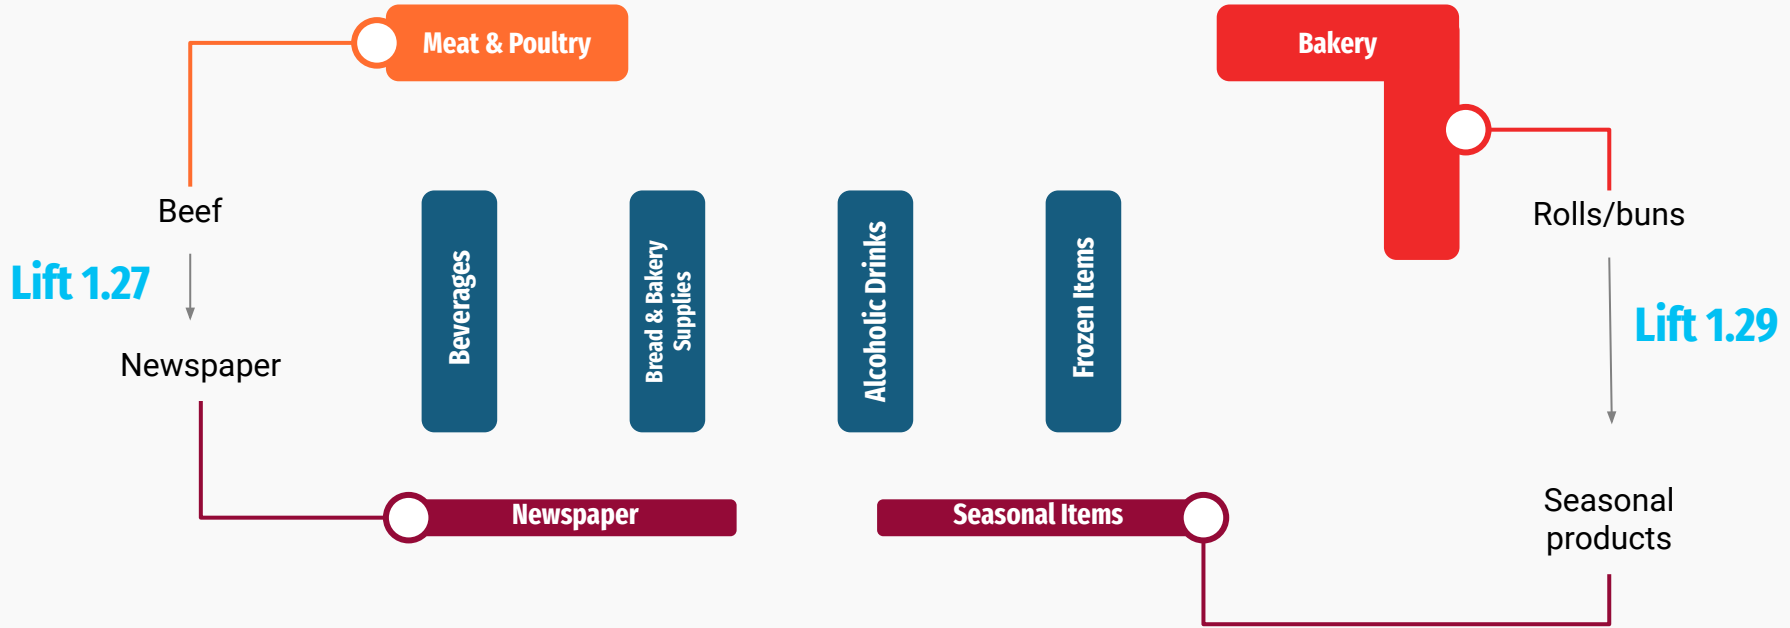 Meat & Poultry
Bakery
Beef
Rolls/buns
Lift 1.27
Beverages
Bread & Bakery
Supplies
Alcoholic Drinks
Frozen Items
Lift 1.29
Newspaper
Newspaper
Seasonal Items
Seasonal
products